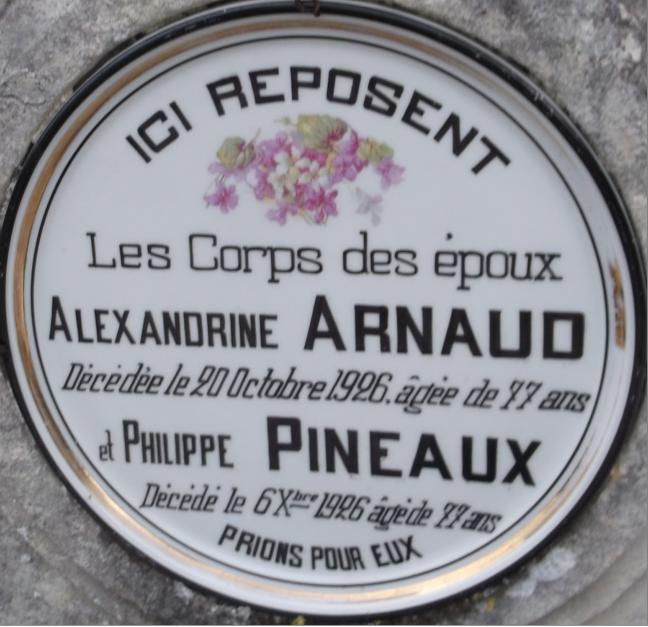 ICI REPOSENT
Les Corps des époux
ALEXANDRINE ARNAUD
Décédée le 20 Octobre 1926, âgée de 77 ans
et PHILIPPE PINEAUX
Décédé le 6 Xbre 1926 âgé de 77 ans
PRIONS POUR EUX